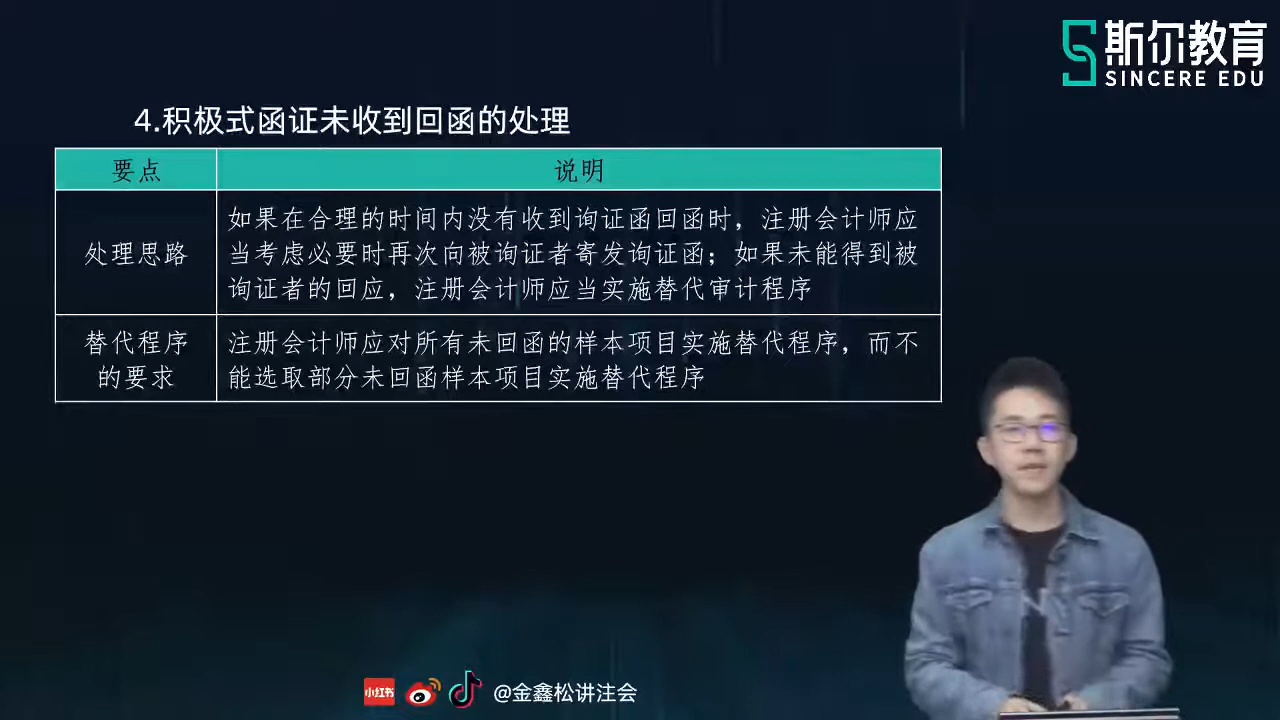 斯尔教育
SINCERE EDU
4.积极式函证未收到回函的处理
要点
说明
处理思路
如果在合理的时间内没有收到询证函回函时，注册会计师应
当考虑必要时再次向被询证者寄发询证函；如果未能得到被
询证者的回应，注册会计师应当实施替代审计程序
替代程序
的要求
注册会计师应对所有未回函的样本项目实施替代程序，而不
能选取部分未回函样本项目实施替代程序
小红书
@金鑫松讲注会